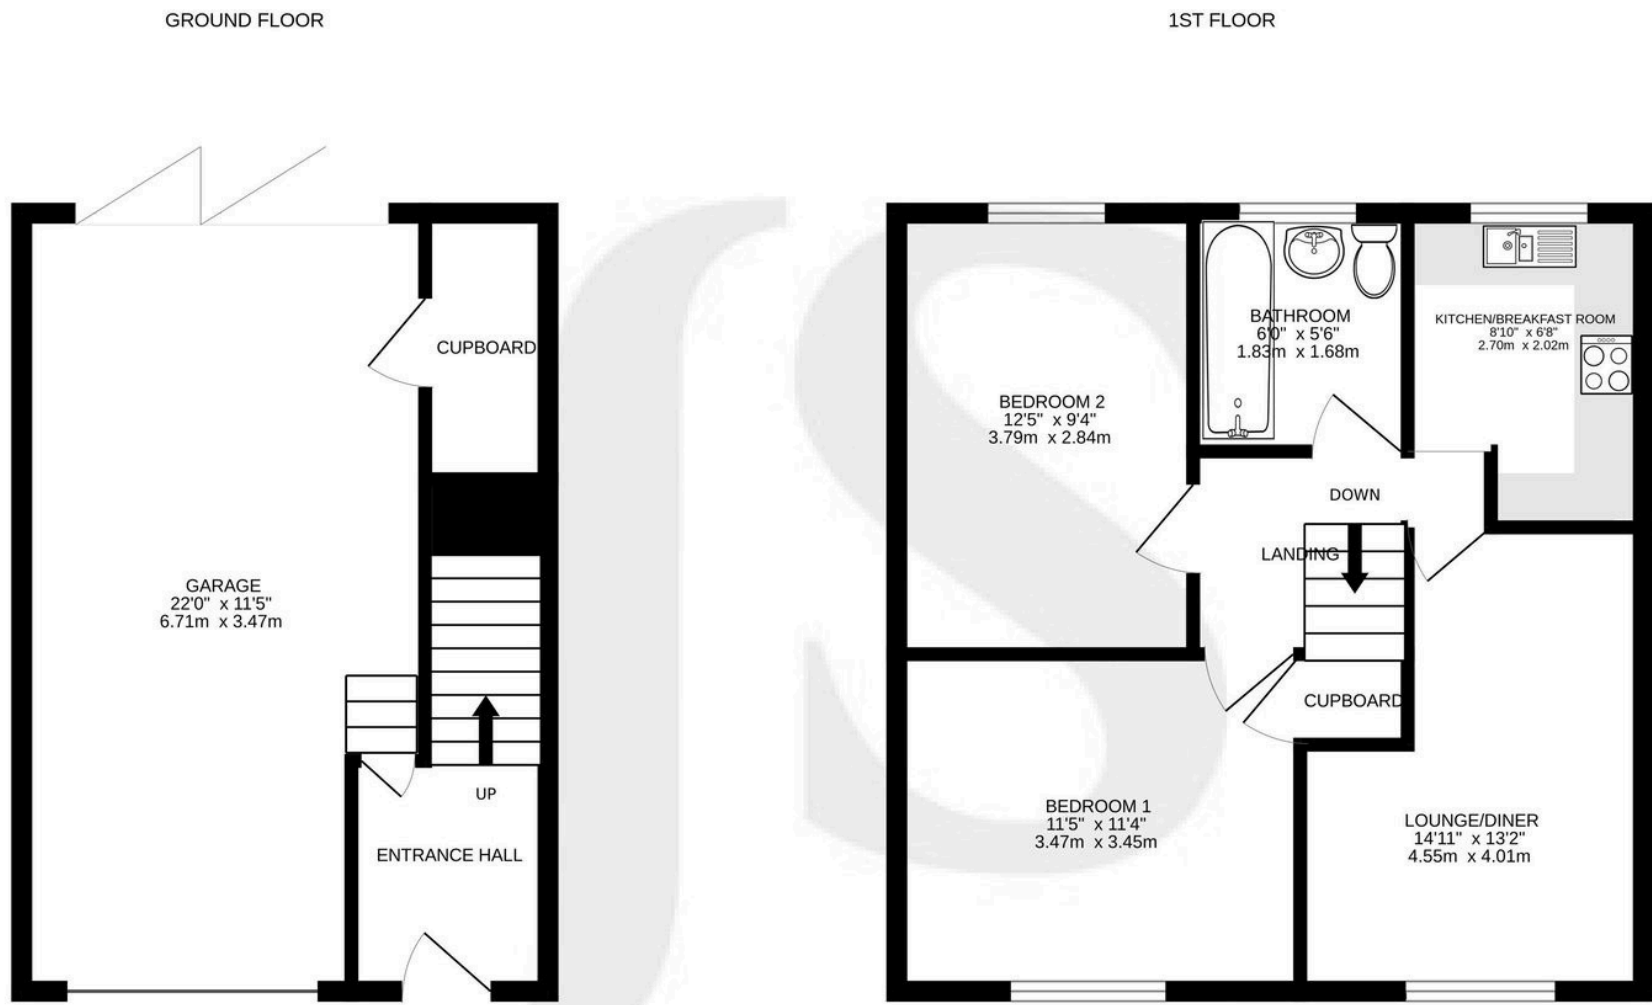 GROUND FLOOR
CUPBOARD
GARAGE
22'0" x 11'5"
6.71m x 3.47m
UP
ENTRANCE HALL
1ST FLOOR
BATHROOM
6'0" x 5'6"
1.83m x 1.68m
KITCHEN/BREAKFAST ROOM
8'10" x 6'8"
2.70m x 2.02m
BEDROOM 2
12'5" x 9'4"
3.79m x 2.84m
DOWN
LANDING
CUPBOARD
BEDROOM 1
11'5" x 11'4"
3.47m x 3.45m
LOUNGE/DINER
14'11" x 13'2"
4.55m x 4.01m